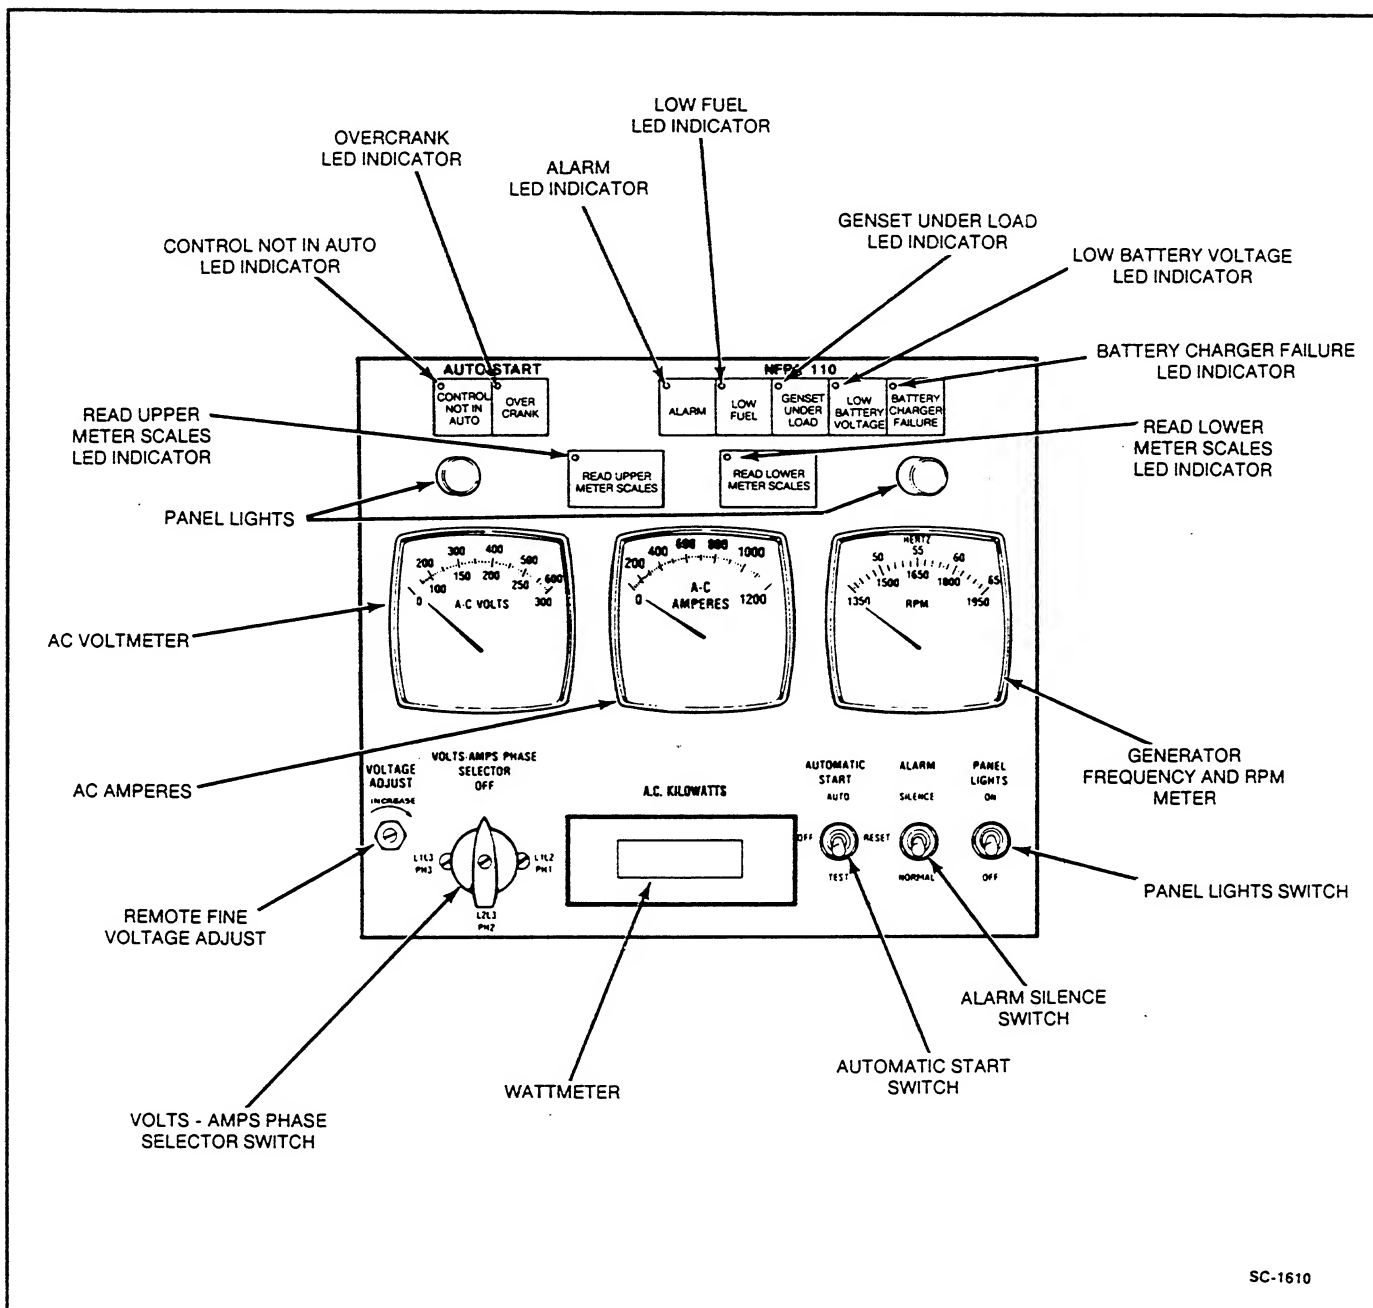 LOW FUEL
LED INDICATOR
OVERCRANK
LED INDICATOR
ALARM
LED INDICATOR
GENSET UNDER LOAD
LED INDICATOR
CONTROL NOT IN AUTO
LED INDICATOR
LOW BATTERY VOLTAGE
LED INDICATOR
BATTERY CHARGER FAILURE
LED INDICATOR
READ UPPER
METER SCALES
LED INDICATOR
READ LOWER
METER SCALES
LED INDICATOR
PANEL LIGHTS
AUTO START
CONTROL
NOT IN
AUTO
OVER
CRANK
NFPA 110
ALARM
LOW
FUEL
GENSET
UNDER
LOAD
LOW
BATTERY
VOLTAGE
BATTERY
CHARGER
FAILURE
READ UPPER
METER SCALES
READ LOWER
METER SCALES
200 300 400 500 600
0 100 150 200 250 300
A-C VOLTS
200 400 600 800 1000
0 1200
A-C
AMPERES
HERTZ
50 55 60 65
1350 1500 1650 1800 1950
RPM
AC VOLTMETER
AC AMPERES
GENERATOR
FREQUENCY AND RPM
METER
VOLTAGE
ADJUST
INCREASE
VOLTS-AMPS PHASE
SELECTOR
OFF
L1L3
PH3
L1L2
PH1
L2L3
PH2
A.C. KILOWATTS
AUTOMATIC
START
AUTO
OFF
RESET
TEST
ALARM
SILENCE
NORMAL
PANEL
LIGHTS
ON
OFF
REMOTE FINE
VOLTAGE ADJUST
PANEL LIGHTS SWITCH
ALARM SILENCE
SWITCH
AUTOMATIC START
SWITCH
WATTMETER
VOLTS - AMPS PHASE
SELECTOR SWITCH
SC-1610